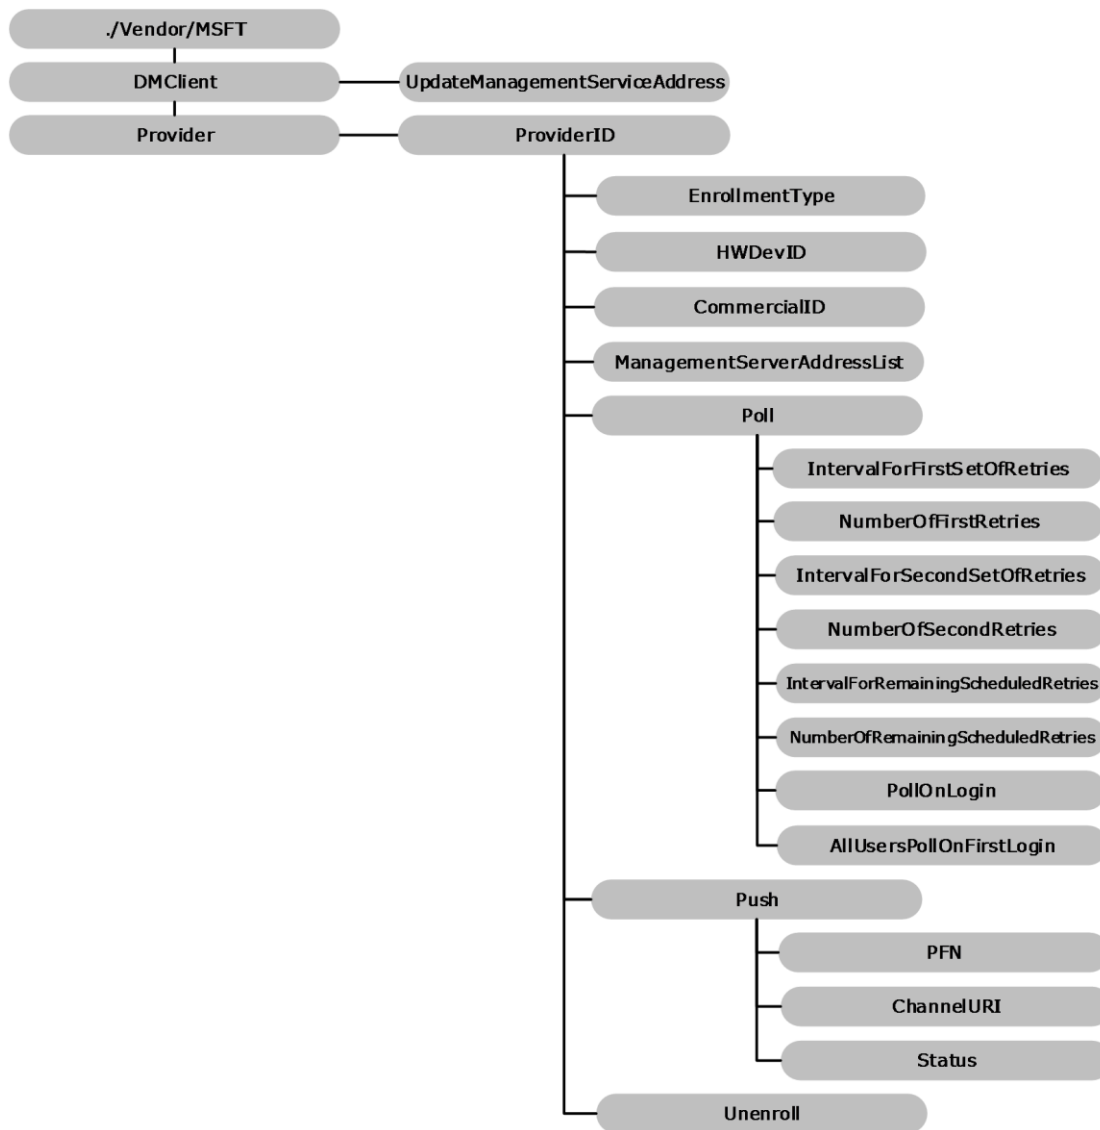 ./Vendor/MSFT
DMClient
UpdateManagementServiceAddress
Provider
ProviderID
EnrollmentType
HWDevID
CommercialID
ManagementServerAddressList
Poll
IntervalForFirstSetOfRetries
NumberOfFirstRetries
IntervalForSecondSetOfRetries
NumberOfSecondRetries
IntervalForRemainingScheduledRetries
NumberOfRemainingScheduledRetries
PollOnLogin
AllUsersPollOnFirstLogin
Push
PFN
ChannelURI
Status
Unenroll